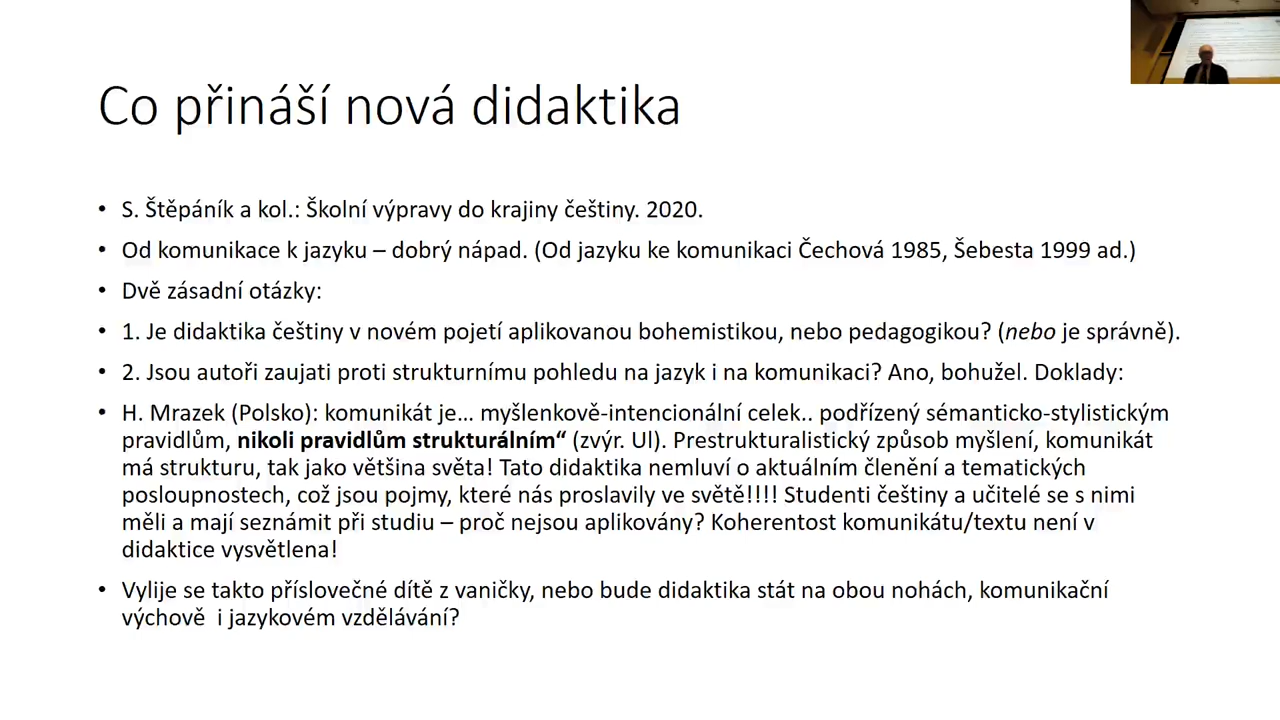 Co přináší nová didaktika
• S. Štěpáník a kol.: Školní výpravy do krajiny češtiny. 2020.
• Od komunikace k jazyku – dobrý nápad. (Od jazyku ke komunikaci Čechová 1985, Šebesta 1999 ad.)
• Dvě zásadní otázky:
• 1. Je didaktika češtiny v novém pojetí aplikovanou bohemistikou, nebo pedagogikou? (nebo je správně).
• 2. Jsou autoři zaujati proti strukturnímu pohledu na jazyk i na komunikaci? Ano, bohužel. Doklady:
• H. Mrazek (Polsko): komunikát je… myšlenkově-intencionální celek.. podřízený sémanticko-stylistickým
pravidlům, nikoli pravidlům strukturálním“ (zvýr. Ul). Prestrukturalistický způsob myšlení, komunikát
má strukturu, tak jako většina světa! Tato didaktika nemluví o aktuálním členění a tematických
posloupnostech, což jsou pojmy, které nás proslavily ve světě!!!! Studenti češtiny a učitelé se s nimi
měli a mají seznámit při studiu – proč nejsou aplikovány? Koherentost komunikátu/textu není v
didaktice vysvětlena!
• Vylije se takto příslovečné dítě z vaničky, nebo bude didaktika stát na obou nohách, komunikační
výchově  i jazykovém vzdělávání?